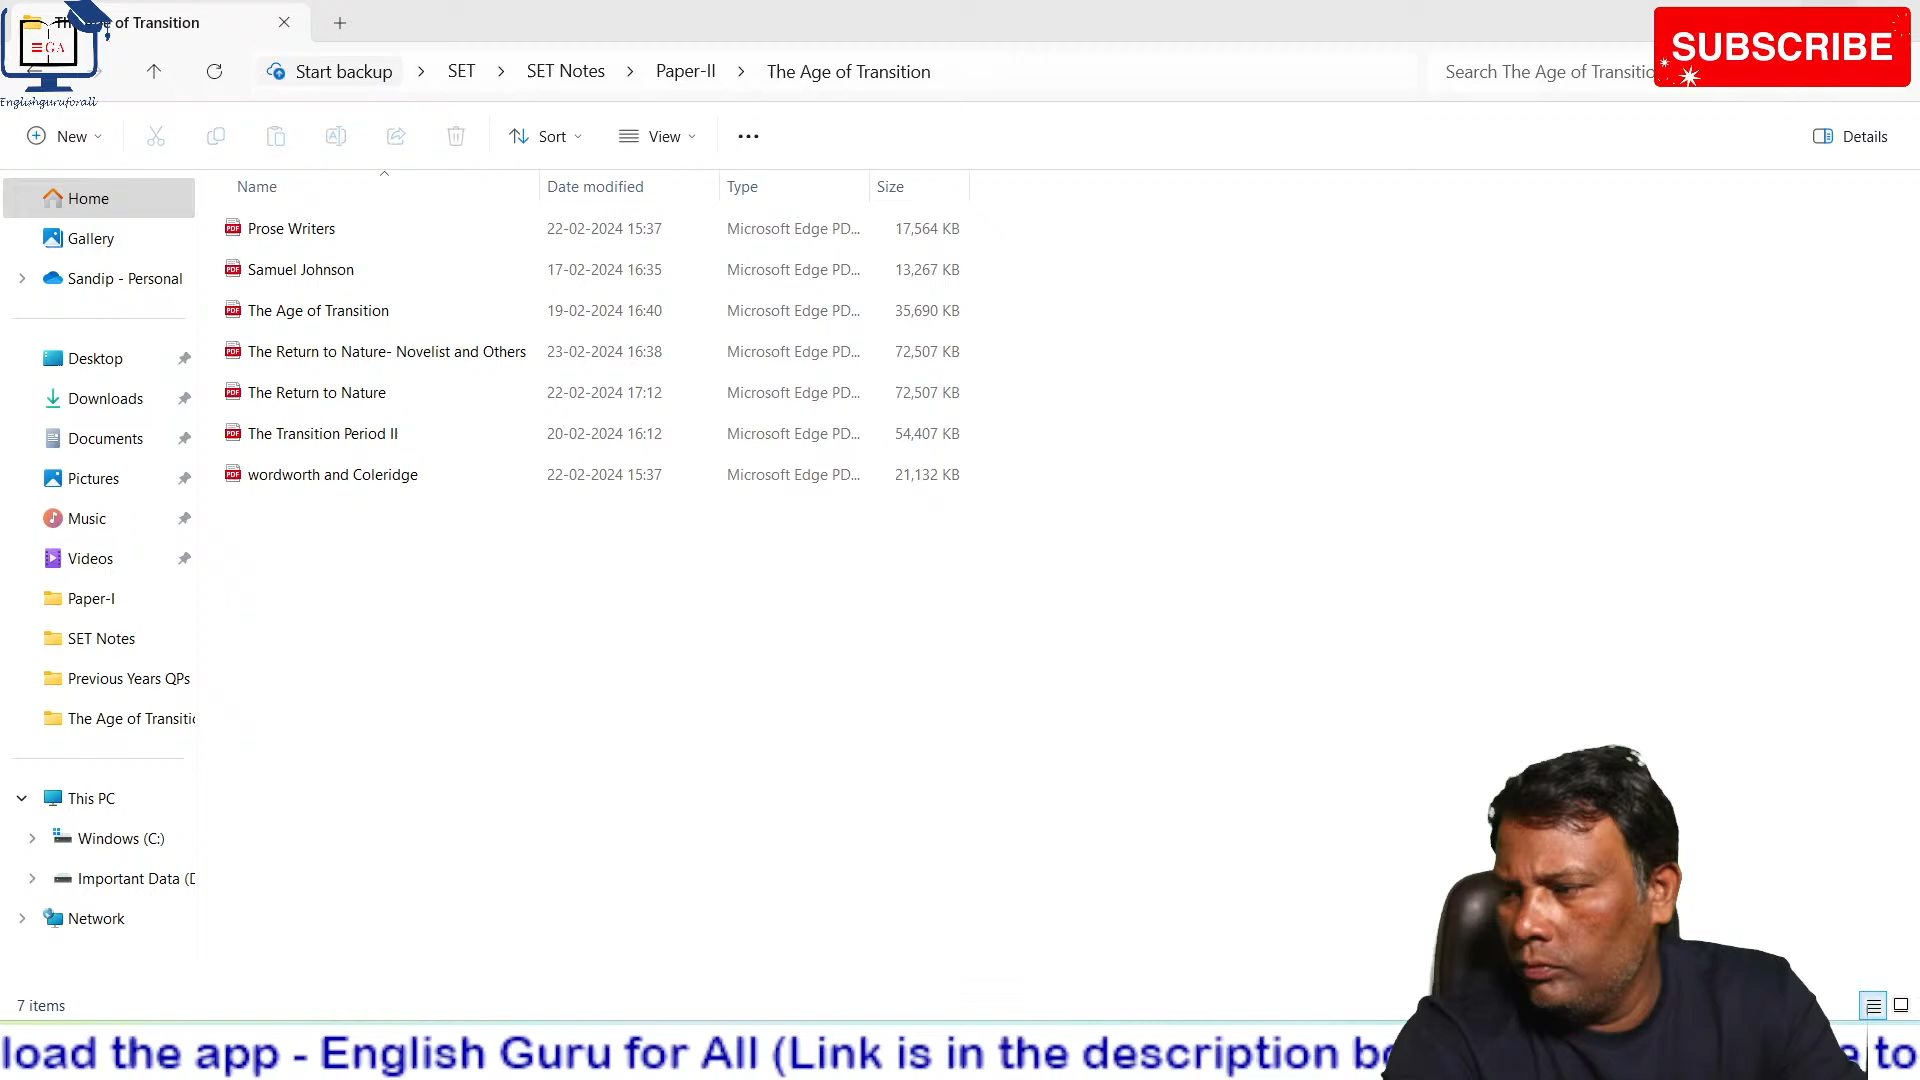 of Transition
GA
Englishguruforall
Start backup > SET > SET Notes > Paper-II > The Age of Transition
Search The Age of Transitio
SUBSCRIBE
New
Sort
View
Details
Name Date modified Type Size
Prose Writers 22-02-2024 15:37 Microsoft Edge PD... 17,564 KB
Samuel Johnson 17-02-2024 16:35 Microsoft Edge PD... 13,267 KB
The Age of Transition 19-02-2024 16:40 Microsoft Edge PD... 35,690 KB
The Return to Nature- Novelist and Others 23-02-2024 16:38 Microsoft Edge PD... 72,507 KB
The Return to Nature 22-02-2024 17:12 Microsoft Edge PD... 72,507 KB
The Transition Period II 20-02-2024 16:12 Microsoft Edge PD... 54,407 KB
wordworth and Coleridge 22-02-2024 15:37 Microsoft Edge PD... 21,132 KB
Home
Gallery
Sandip - Personal
Desktop
Downloads
Documents
Pictures
Music
Videos
Paper-I
SET Notes
Previous Years QPs
The Age of Transitic
This PC
Windows (C:)
Important Data (D
Network
7 items
load the app - English Guru for All (Link is in the description b to